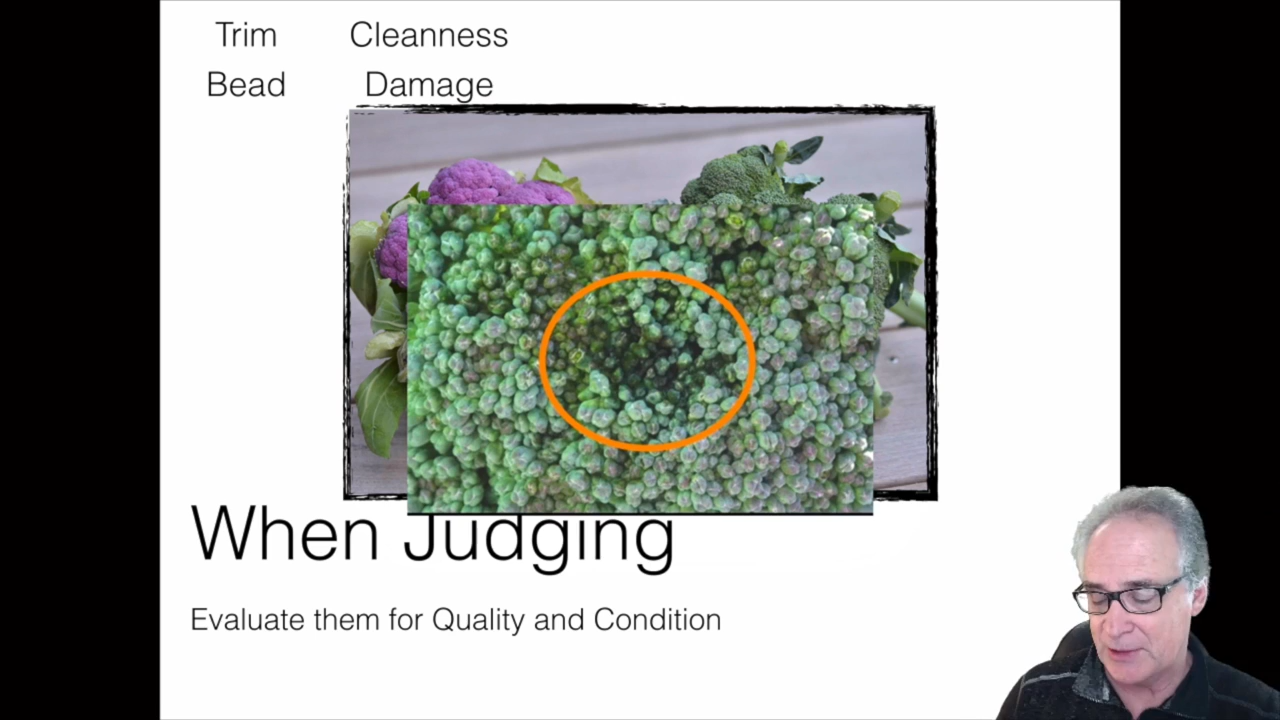 Trim Cleanness
Bead Damage
When Judging
Evaluate them for Quality and Condition